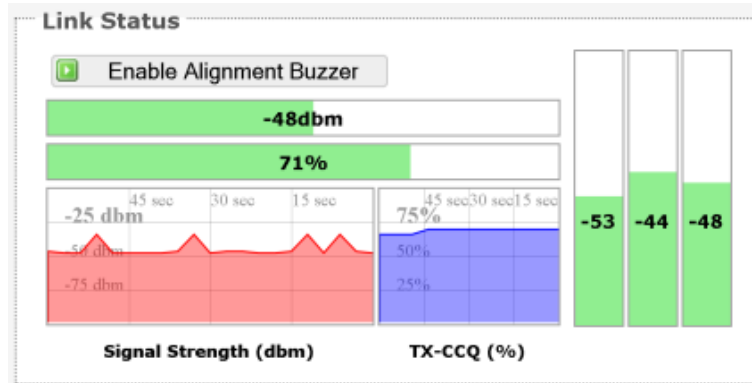 Link Status
Enable Alignment Buzzer
-48dbm
71%
45 sec 30 sec 15 sec
-25 dbm
-50 dbm
-75 dbm
Signal Strength (dbm)
45 sec 30 sec 15 sec
75%
50%
25%
TX-CCQ (%)
-53 -44 -48